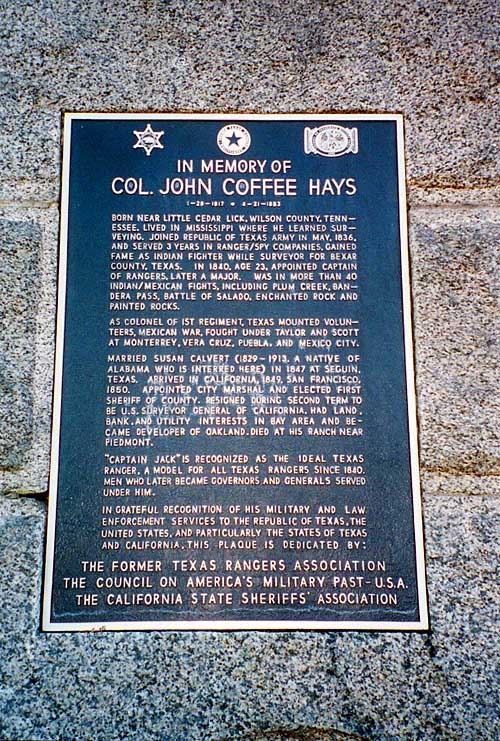 IN MEMORY OF
COL. JOHN COFFEE HAYS
1-28-1817 ★ 4-21-1883
BORN NEAR LITTLE CEDAR LICK, WILSON COUNTY, TENN-
ESSEE. LIVED IN MISSISSIPPI WHERE HE LEARNED SUR-
VEYING. JOINED REPUBLIC OF TEXAS ARMY IN MAY, 1836,
AND SERVED 3 YEARS IN RANGER/SPY COMPANIES. GAINED
FAME AS INDIAN FIGHTER WHILE SURVEYOR FOR BEXAR
COUNTY, TEXAS. IN 1840, AGE 23, APPOINTED CAPTAIN
OF RANGERS, LATER A MAJOR. WAS IN MORE THAN 40
INDIAN/MEXICAN FIGHTS, INCLUDING PLUM CREEK, BAN-
DERA PASS, BATTLE OF SALADO, ENCHANTED ROCK AND
PAINTED ROCKS.
AS COLONEL OF 1ST REGIMENT, TEXAS MOUNTED VOLUN-
TEERS, MEXICAN WAR, FOUGHT UNDER TAYLOR AND SCOTT
AT MONTERREY, VERA CRUZ, PUEBLA, AND MEXICO CITY.
MARRIED SUSAN CALVERT (1829-1913, A NATIVE OF
ALABAMA WHO IS INTERRED HERE) IN 1847 AT SEGUIN,
TEXAS. ARRIVED IN CALIFORNIA, 1849, SAN FRANCISCO,
1850. APPOINTED CITY MARSHAL AND ELECTED FIRST
SHERIFF OF COUNTY. RESIGNED DURING SECOND TERM TO
BE U.S. SURVEYOR GENERAL OF CALIFORNIA. HAD LAND,
BANK, AND UTILITY INTERESTS IN BAY AREA AND BE-
CAME DEVELOPER OF OAKLAND. DIED AT HIS RANCH NEAR
PIEDMONT.
"CAPTAIN JACK" IS RECOGNIZED AS THE IDEAL TEXAS
RANGER, A MODEL FOR ALL TEXAS RANGERS SINCE 1840.
MEN WHO LATER BECAME GOVERNORS AND GENERALS SERVED
UNDER HIM.
IN GRATEFUL RECOGNITION OF HIS MILITARY AND LAW
ENFORCEMENT SERVICES TO THE REPUBLIC OF TEXAS, THE
UNITED STATES, AND PARTICULARLY THE STATES OF TEXAS
AND CALIFORNIA, THIS PLAQUE IS DEDICATED BY:
THE FORMER TEXAS RANGERS ASSOCIATION
THE COUNCIL ON AMERICA'S MILITARY PAST-U.S.A.
THE CALIFORNIA STATE SHERIFFS' ASSOCIATION